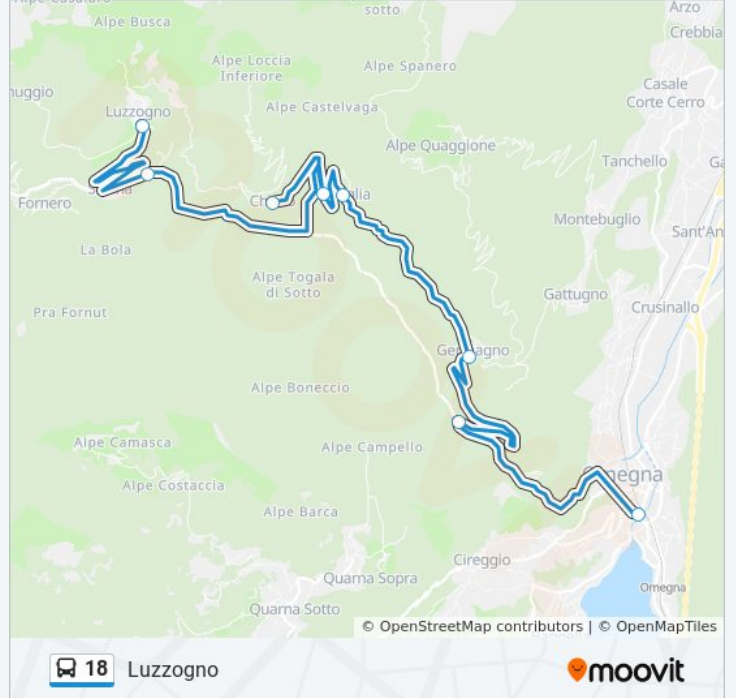 sotto
Arzo
Alpe Busca
Crebbia
Alpe Loccia
Inferiore
Alpe Spanero
Casale
Corte Cerro
Luzzogno
Alpe Castelvaga
Alpe Quaggione
Tanchello
Fornero
Montebuglio
Sant'An
La Bola
Alpe Togala
di Sotto
Gattugno
Crusinallo
Pra Fornut
Alpe Boneccio
Alpe Camasca
Alpe Campello
Omegna
Alpe Costaccia
Alpe Barca
Cireggio
Quarna Sopra
Omegna
Quarna Sotto
© OpenStreetMap contributors | © OpenMapTiles
18 Luzzogno
moovit